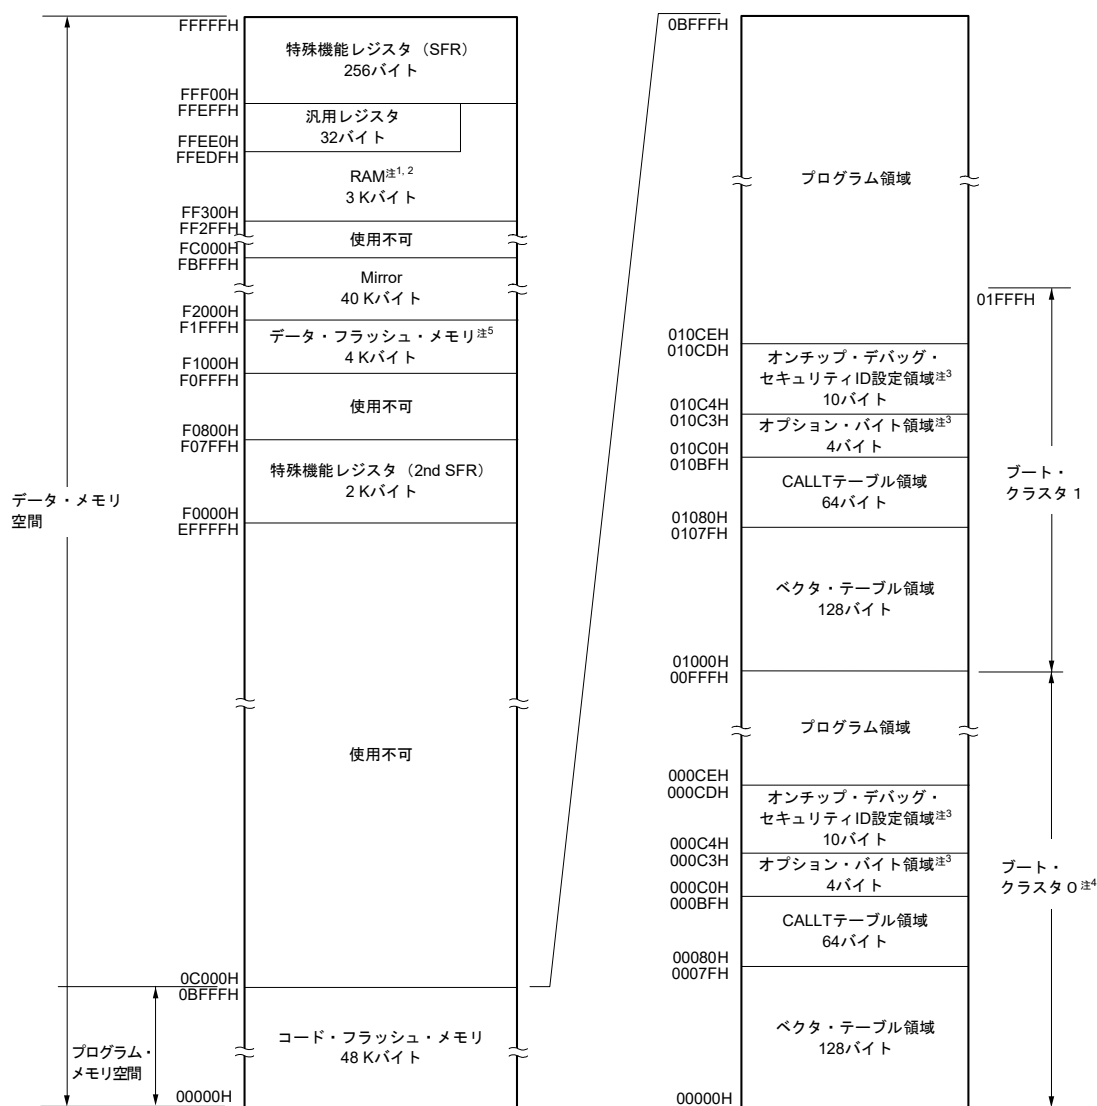 FFFFFH
特殊機能レジスタ（SFR）
256バイト
FFF00H
FFEFFH
汎用レジスタ
32バイト
FFEE0H
FFEDFH
RAM注1, 2
3 Kバイト
FF300H
FF2FFH
使用不可
FC000H
FBFFFH
Mirror
40 Kバイト
F2000H
F1FFFH
データ・フラッシュ・メモリ注5
4 Kバイト
F1000H
F0FFFH
使用不可
F0800H
F07FFH
特殊機能レジスタ（2nd SFR）
2 Kバイト
F0000H
EFFFFH
データ・メモリ
空間
使用不可
0C000H
0BFFFH
コード・フラッシュ・メモリ
48 Kバイト
プログラム・
メモリ空間
00000H
0BFFFH
プログラム領域
01FFFH
010CEH
010CDH
オンチップ・デバッグ・
セキュリティID設定領域注3
10バイト
010C4H
010C3H
オプション・バイト領域注3
4バイト
010C0H
010BFH
CALLTテーブル領域
64バイト
ブート・
クラスタ 1
01080H
0107FH
ベクタ・テーブル領域
128バイト
01000H
00FFFH
プログラム領域
000CEH
000CDH
オンチップ・デバッグ・
セキュリティID設定領域注3
10バイト
000C4H
000C3H
オプション・バイト領域注3
4バイト
000C0H
000BFH
ブート・
クラスタ 0 注4
CALLTテーブル領域
64バイト
00080H
0007FH
ベクタ・テーブル領域
128バイト
00000H